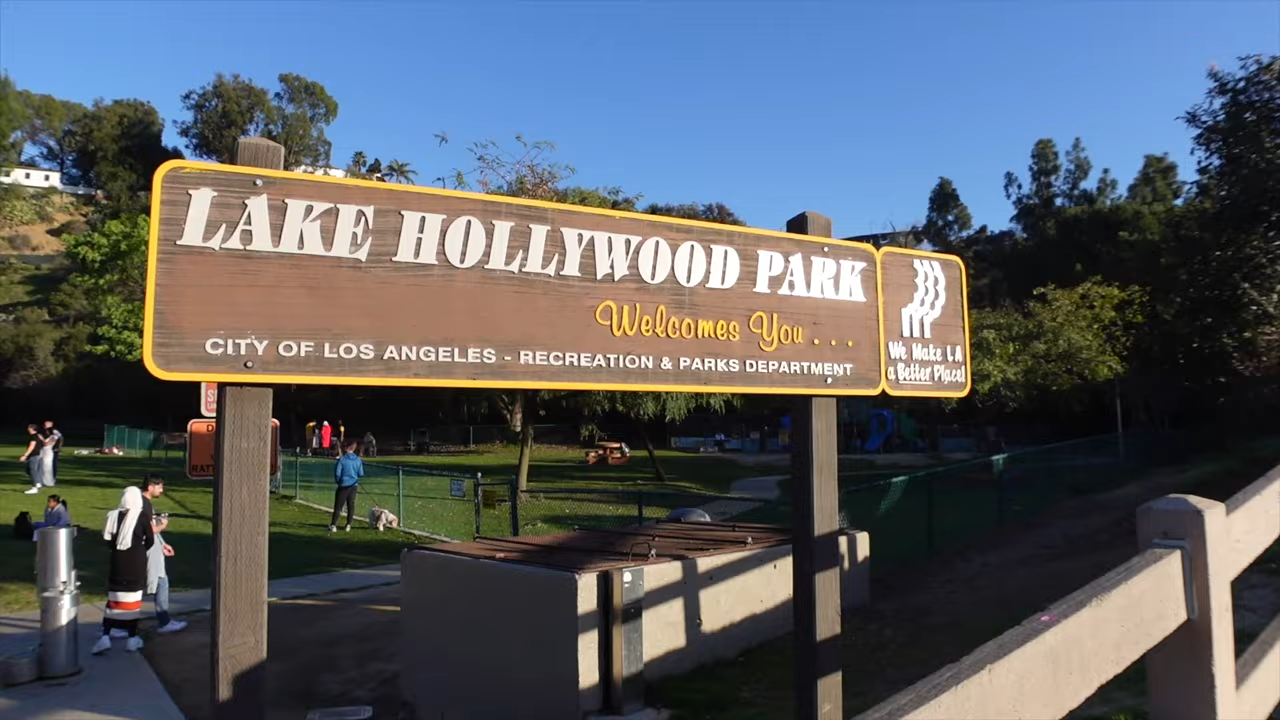 LAKE HOLLYWOOD PARK
Welcomes You . . .
CITY OF LOS ANGELES - RECREATION & PARKS DEPARTMENT
We Make LA
a Better Place!